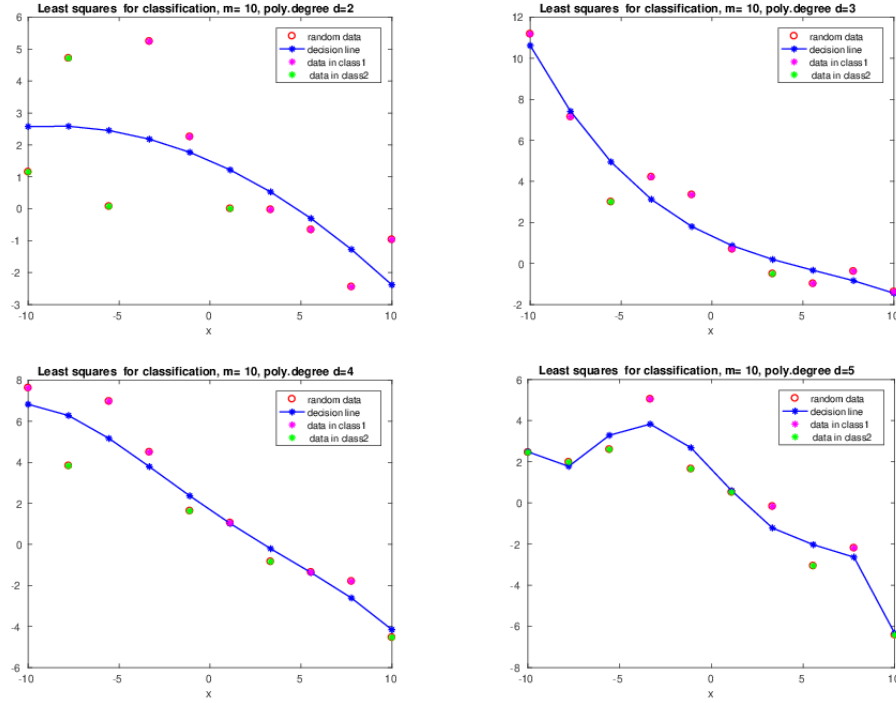 Least squares for classification, m= 10, poly.degree d=2
random data
decision line
data in class1
data in class2
6
5
4
3
2
1
0
-1
-2
-3
-10
-5
0
5
10
x
Least squares for classification, m= 10, poly.degree d=3
random data
decision line
data in class1
data in class2
12
10
8
6
4
2
0
-2
-10
-5
0
5
10
x
Least squares for classification, m= 10, poly.degree d=4
random data
decision line
data in class1
data in class2
8
6
4
2
0
-2
-4
-6
-10
-5
0
5
10
x
Least squares for classification, m= 10, poly.degree d=5
random data
decision line
data in class1
data in class2
6
4
2
0
-2
-4
-6
-8
-10
-5
0
5
10
x